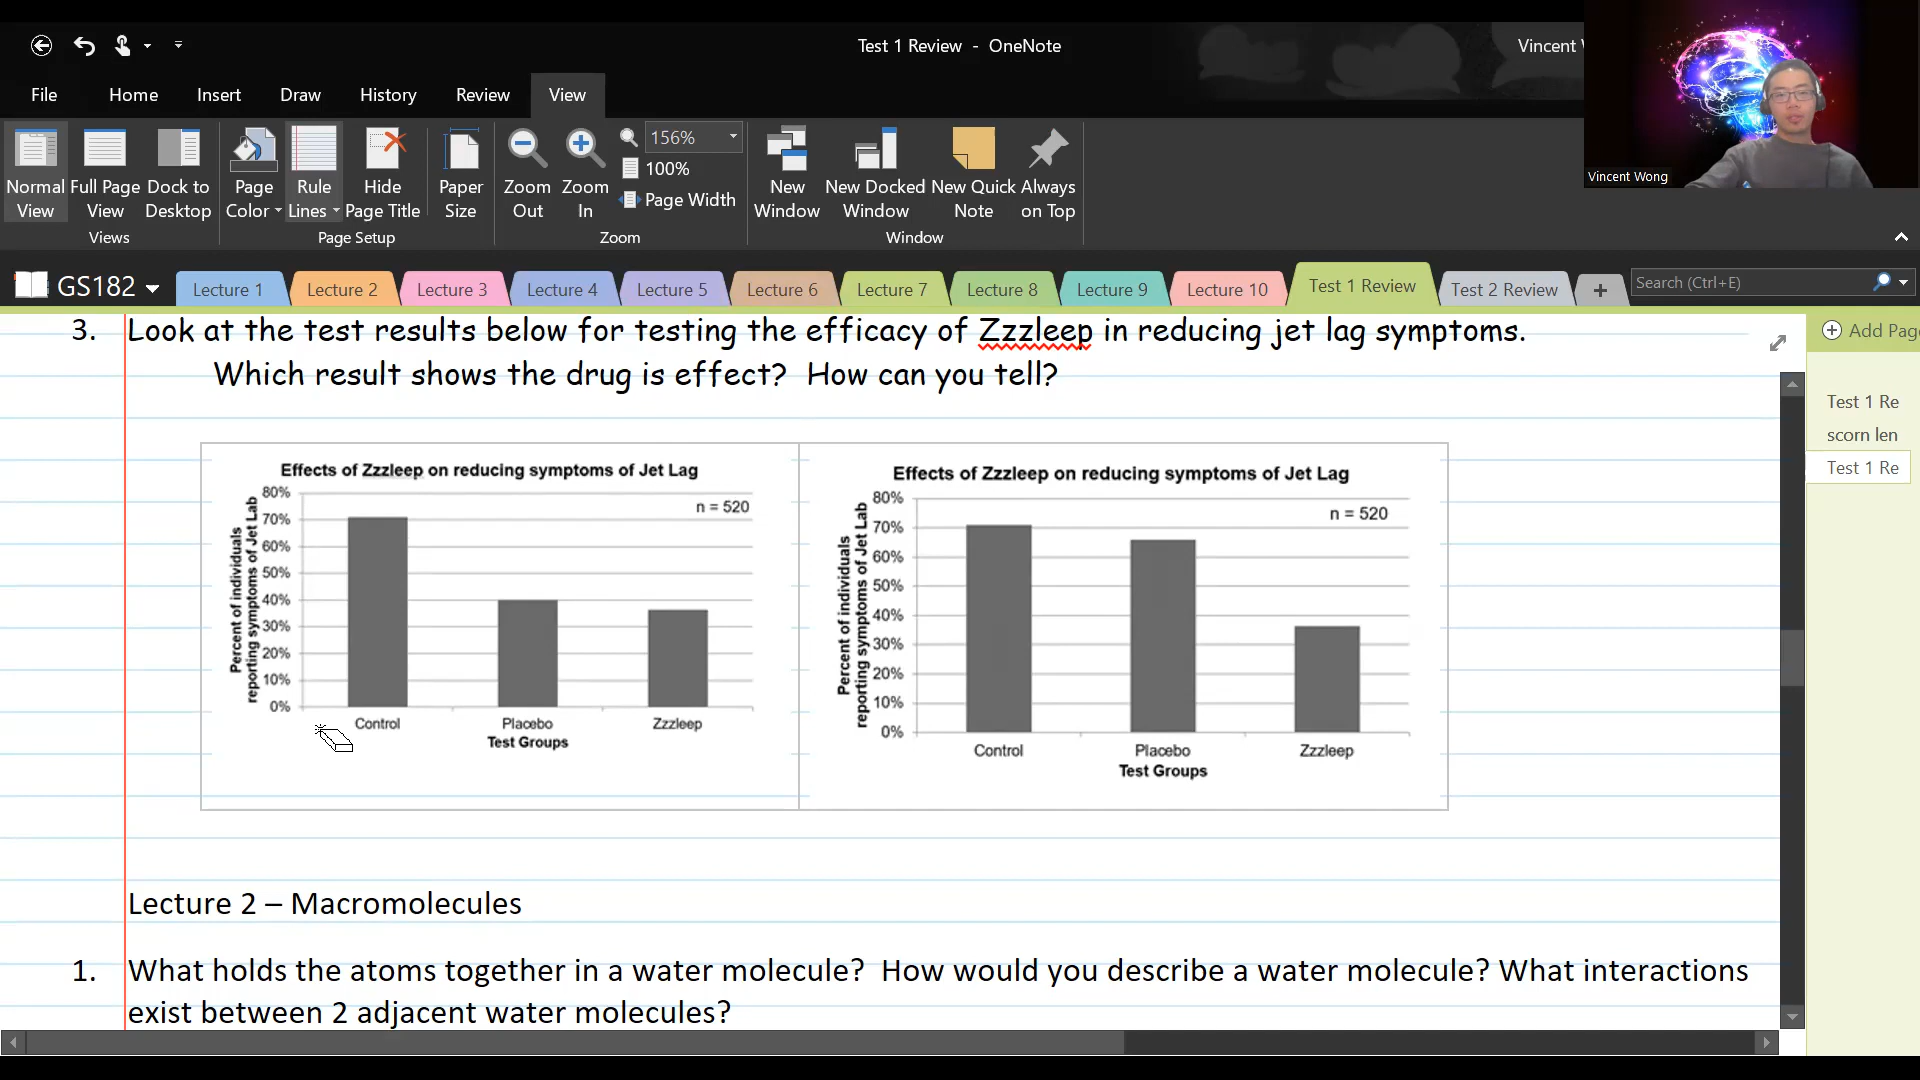 Test 1 Review - OneNote
Vincent
Vincent Wong
File Home Insert Draw History Review View
156%
100%
Page Width
Normal View
Full Page View
Dock to Desktop
Page Color
Rule Lines
Hide Page Title
Paper Size
Zoom Out
Zoom In
New Window
New Docked Window
New Quick Note
Always on Top
Views
Page Setup
Zoom
Window
GS182
Lecture 1 Lecture 2 Lecture 3 Lecture 4 Lecture 5 Lecture 6 Lecture 7 Lecture 8 Lecture 9 Lecture 10 Test 1 Review Test 2 Review
Search (Ctrl+E)
Add Pag
Test 1 Re
scorn len
Test 1 Re
3. Look at the test results below for testing the efficacy of Zzzleep in reducing jet lag symptoms.
Which result shows the drug is effect? How can you tell?
Effects of Zzzleep on reducing symptoms of Jet Lag
n = 520
Percent of individuals
reporting symptoms of Jet Lab
80%
70%
60%
50%
40%
30%
20%
10%
0%
Control Placebo Zzzleep
Test Groups
Effects of Zzzleep on reducing symptoms of Jet Lag
n = 520
Percent of individuals
reporting symptoms of Jet Lab
80%
70%
60%
50%
40%
30%
20%
10%
0%
Control Placebo Zzzleep
Test Groups
Lecture 2 – Macromolecules
1. What holds the atoms together in a water molecule? How would you describe a water molecule? What interactions
exist between 2 adjacent water molecules?